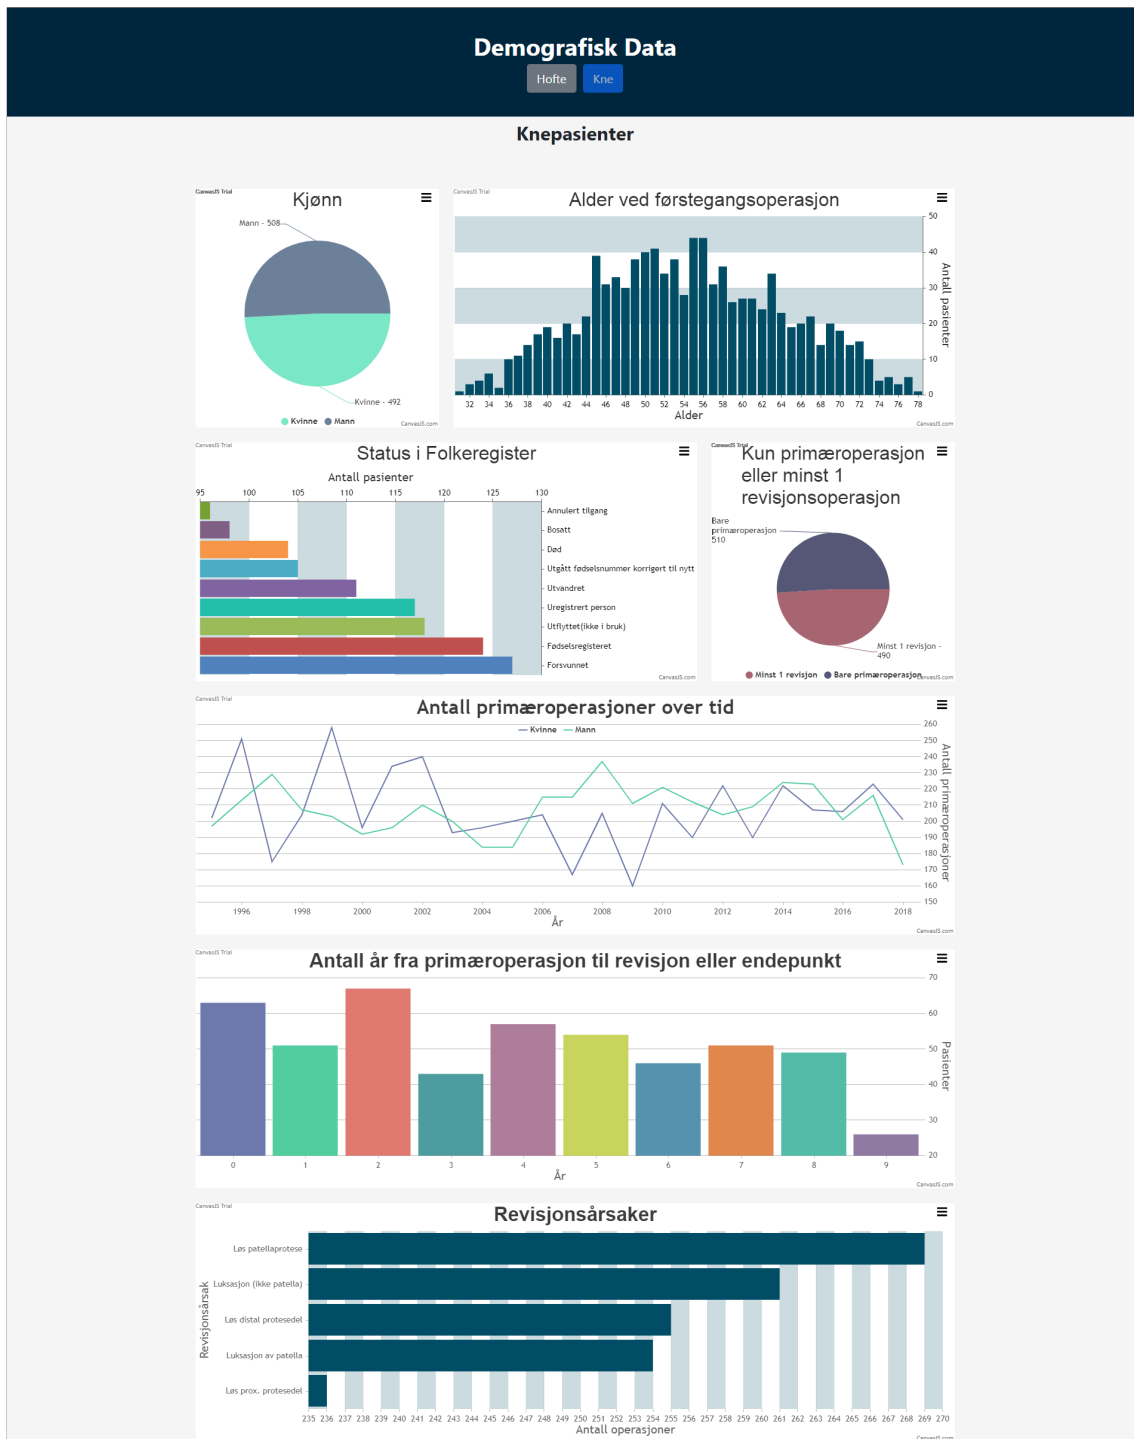 Demografisk Data
Hofte Kne
Knepasienter
CanvasJS Trial
Kjønn
Mann - 508
Kvinne - 492
Kvinne Mann
CanvasJS.com
CanvasJS Trial
Alder ved førstegangsoperasjon
50
40
30
20
10
0
Antall pasienter
32 34 36 38 40 42 44 46 48 50 52 54 56 58 60 62 64 66 68 70 72 74 76 78
Alder
CanvasJS.com
CanvasJS Trial
Status i Folkeregister
Antall pasienter
95 100 105 110 115 120 125 130
Annulert tilgang
Bosatt
Død
Utgått fødselsnummer korrigert til nytt
Utvandret
Uregistrert person
Utflyttet(ikke i bruk)
Fødselsregisteret
Forsvunnet
CanvasJS.com
CanvasJS Trial
Kun primæroperasjon
eller minst 1
revisjonsoperasjon
Bare
primæroperasjon
510
Minst 1 revisjon -
490
Minst 1 revisjon Bare primæroperasjon
CanvasJS.com
CanvasJS Trial
Antall primæroperasjoner over tid
Kvinne Mann
260
250
240
230
220
210
200
190
180
170
160
150
Antall primæroperasjoner
1996 1998 2000 2002 2004 2006 2008 2010 2012 2014 2016 2018
År
CanvasJS.com
CanvasJS Trial
Antall år fra primæroperasjon til revisjon eller endepunkt
70
60
50
40
30
20
Pasienter
0 1 2 3 4 5 6 7 8 9
År
CanvasJS.com
CanvasJS Trial
Revisjonsårsaker
Revisjonsårsak
Løs patellaprotese
Luksasjon (ikke patella)
Løs distal protesedel
Luksasjon av patella
Løs prox. protesedel
235 236 237 238 239 240 241 242 243 244 245 246 247 248 249 250 251 252 253 254 255 256 257 258 259 260 261 262 263 264 265 266 267 268 269 270
Antall operasjoner
CanvasJS.com